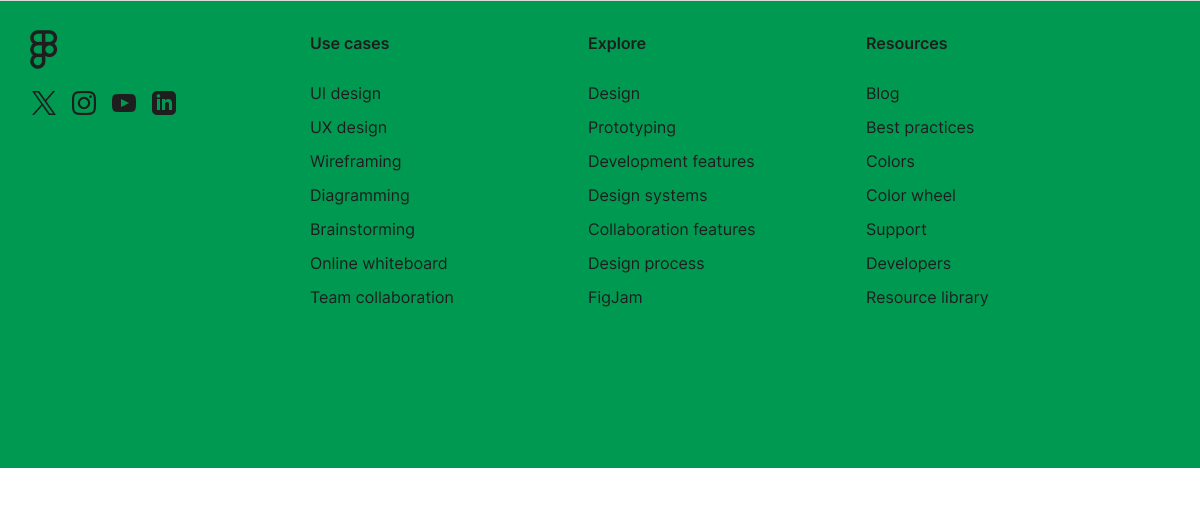 Use cases
UI design
UX design
Wireframing
Diagramming
Brainstorming
Online whiteboard
Team collaboration
Explore
Design
Prototyping
Development features
Design systems
Collaboration features
Design process
FigJam
Resources
Blog
Best practices
Colors
Color wheel
Support
Developers
Resource library